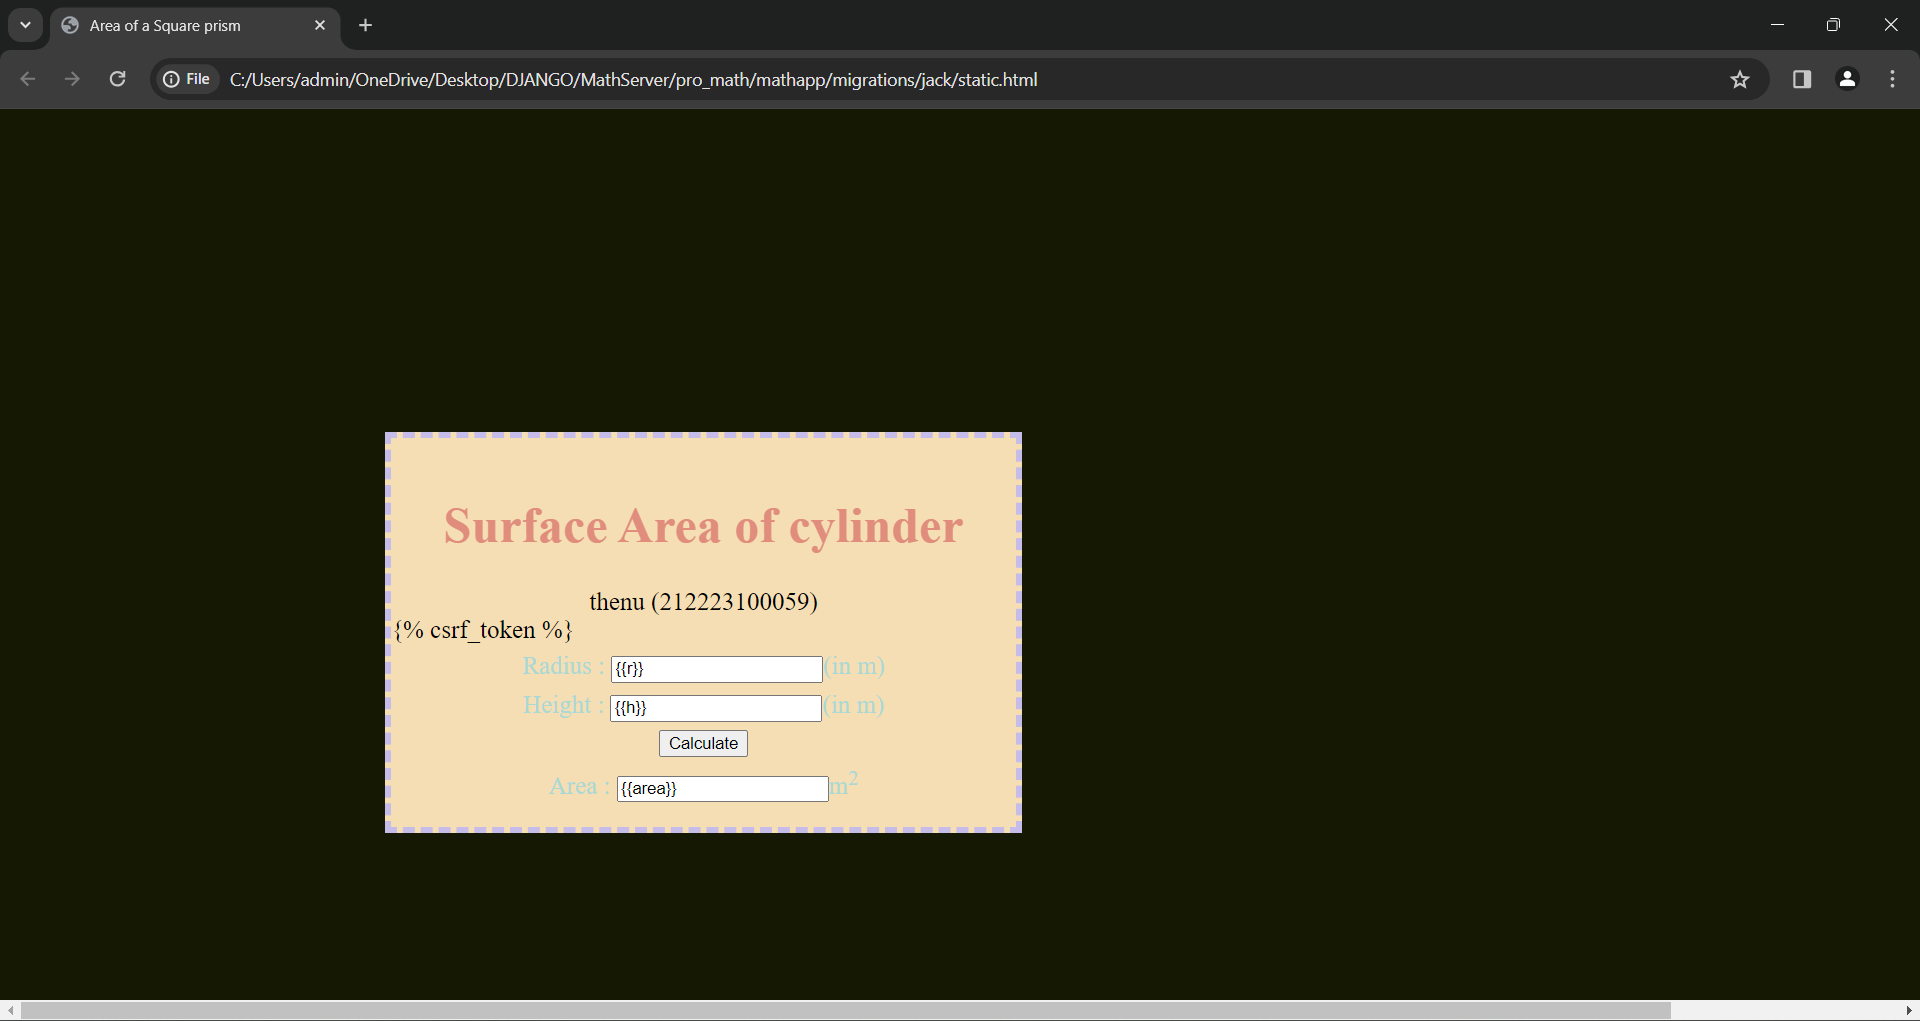 Area of a Square prism
File
C:/Users/admin/OneDrive/Desktop/DJANGO/MathServer/pro_math/mathapp/migrations/jack/static.html
Surface Area of cylinder
thenu (212223100059)
{% csrf_token %}
Radius : {{r}} (in m)
Height : {{h}} (in m)
Calculate
Area : {{area}} m²